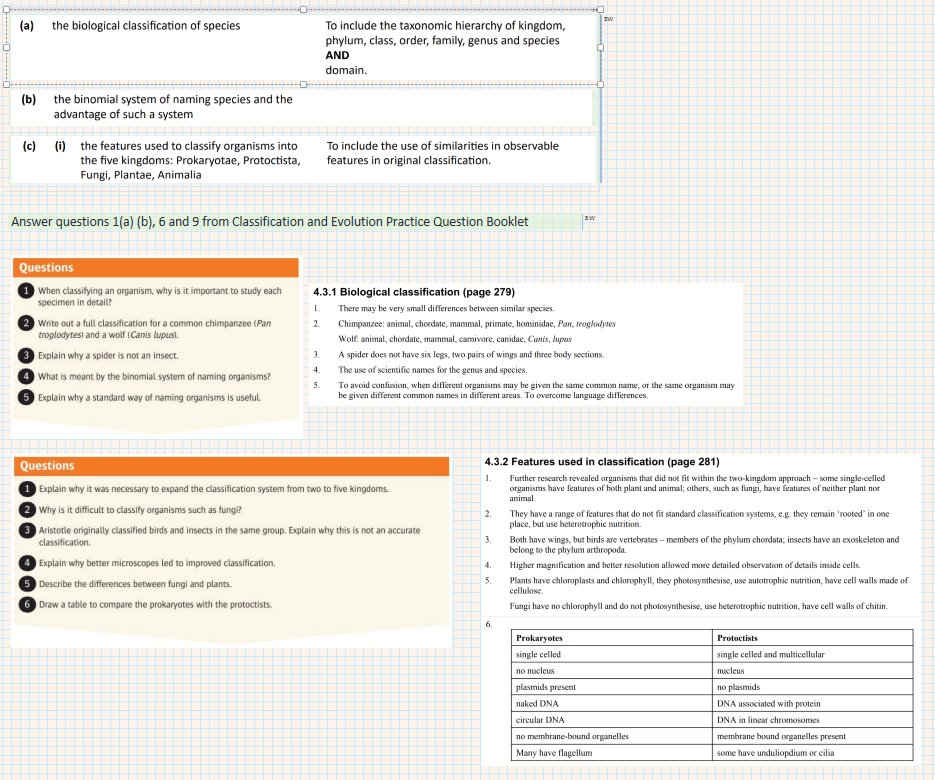 (a) the biological classification of species
To include the taxonomic hierarchy of kingdom,
phylum, class, order, family, genus and species
AND
domain.
SW
(b) the binomial system of naming species and the
advantage of such a system
(c) (i) the features used to classify organisms into
the five kingdoms: Prokaryotae, Protoctista,
Fungi, Plantae, Animalia
To include the use of similarities in observable
features in original classification.
Answer questions 1(a) (b), 6 and 9 from Classification and Evolution Practice Question Booklet
SW
Questions
1 When classifying an organism, why is it important to study each
specimen in detail?
2 Write out a full classification for a common chimpanzee (Pan
troglodytes) and a wolf (Canis lupus).
3 Explain why a spider is not an insect.
4 What is meant by the binomial system of naming organisms?
5 Explain why a standard way of naming organisms is useful.
4.3.1 Biological classification (page 279)
1. There may be very small differences between similar species.
2. Chimpanzee: animal, chordate, mammal, primate, hominidae, Pan, troglodytes
Wolf: animal, chordate, mammal, carnivore, canidae, Canis, lupus
3. A spider does not have six legs, two pairs of wings and three body sections.
4. The use of scientific names for the genus and species.
5. To avoid confusion, when different organisms may be given the same common name, or the same organism may
be given different common names in different areas. To overcome language differences.
Questions
1 Explain why it was necessary to expand the classification system from two to five kingdoms.
2 Why is it difficult to classify organisms such as fungi?
3 Aristotle originally classified birds and insects in the same group. Explain why this is not an accurate
classification.
4 Explain why better microscopes led to improved classification.
5 Describe the differences between fungi and plants.
6 Draw a table to compare the prokaryotes with the protoctists.
4.3.2 Features used in classification (page 281)
1. Further research revealed organisms that did not fit within the two-kingdom approach – some single-celled
organisms have features of both plant and animal; others, such as fungi, have features of neither plant nor
animal.
2. They have a range of features that do not fit standard classification systems, e.g. they remain ‘rooted’ in one
place, but use heterotrophic nutrition.
3. Both have wings, but birds are vertebrates – members of the phylum chordata; insects have an exoskeleton and
belong to the phylum arthropoda.
4. Higher magnification and better resolution allowed more detailed observation of details inside cells.
5. Plants have chloroplasts and chlorophyll, they photosynthesise, use autotrophic nutrition, have cell walls made of
cellulose.
Fungi have no chlorophyll and do not photosynthesise, use heterotrophic nutrition, have cell walls of chitin.
6.
Prokaryotes Protoctists
single celled single celled and multicellular
no nucleus nucleus
plasmids present no plasmids
naked DNA DNA associated with protein
circular DNA DNA in linear chromosomes
no membrane-bound organelles membrane bound organelles present
Many have flagellum some have unduliopdium or cilia